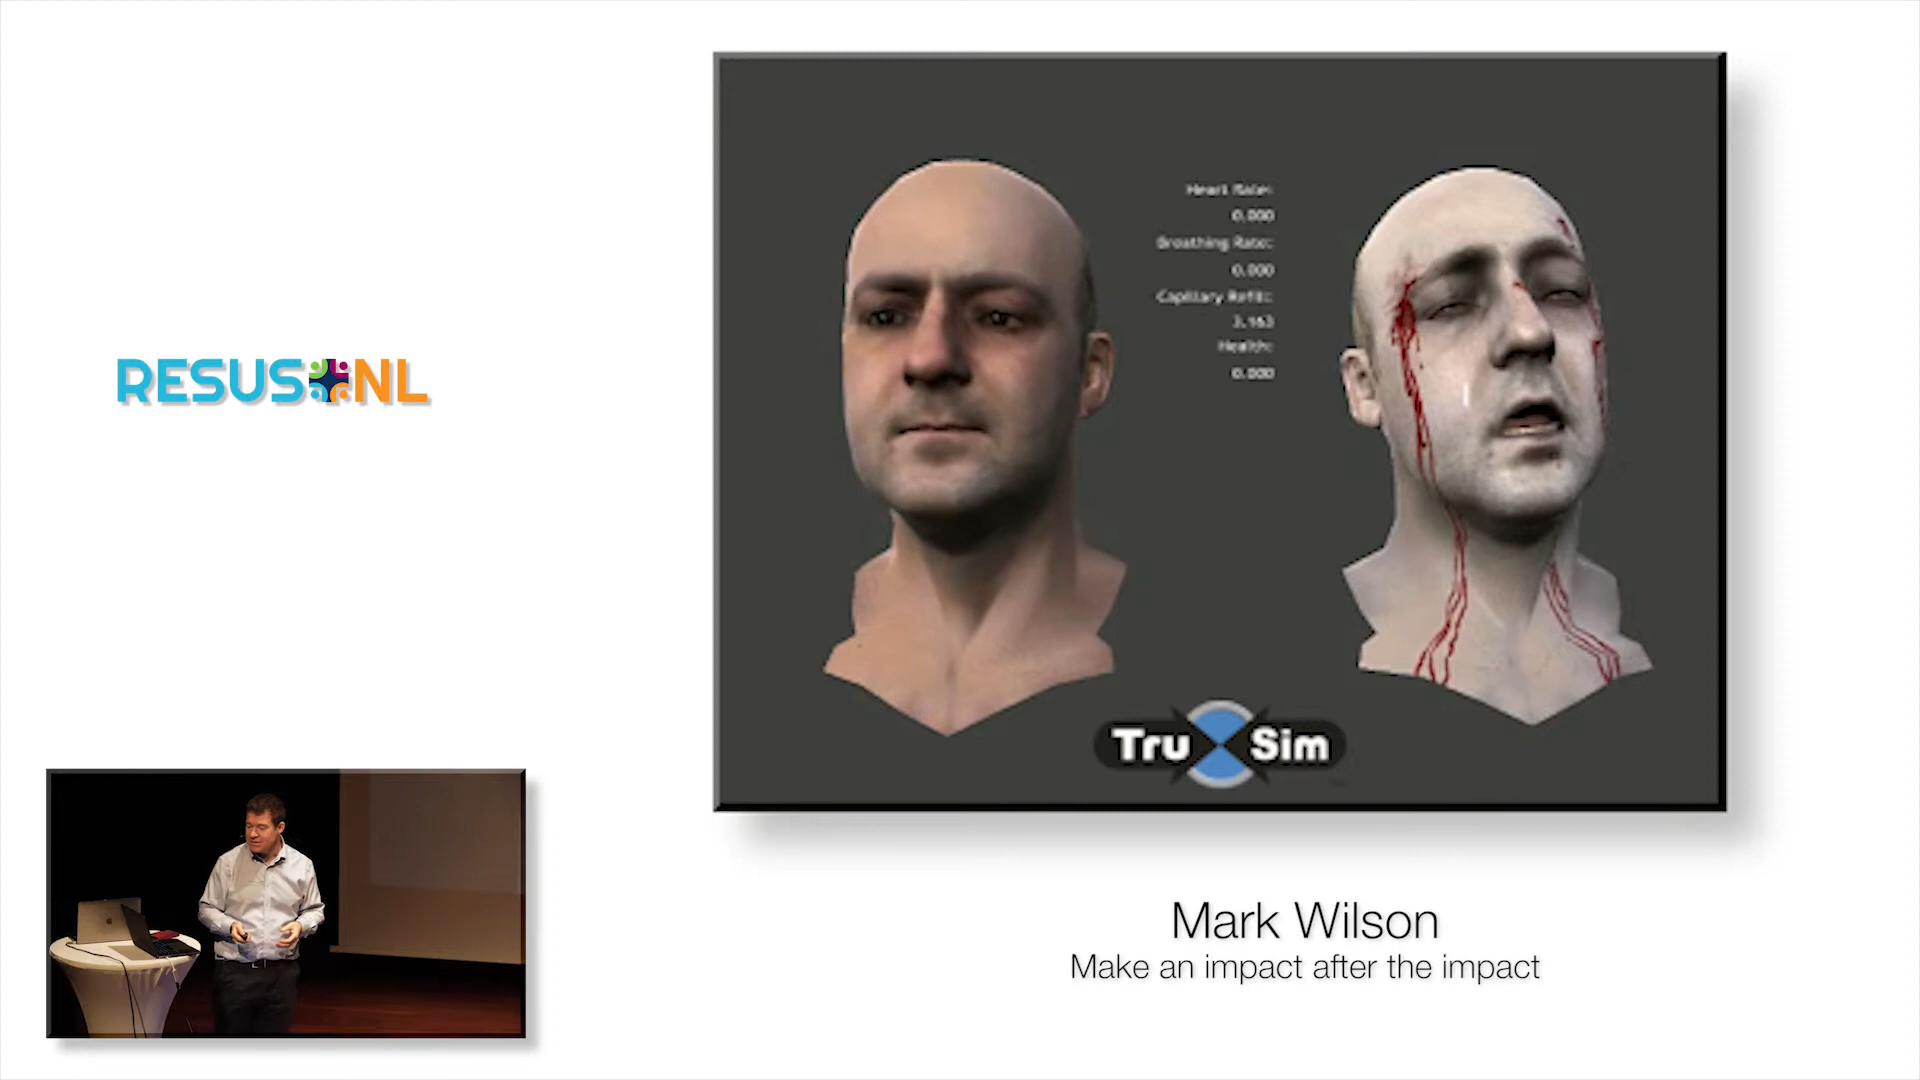 RESUS NL
Heart Rate:
0.000
Breathing Rate:
0.000
Capillary Refill:
3.163
Health:
0.000
Tru Sim
Mark Wilson
Make an impact after the impact